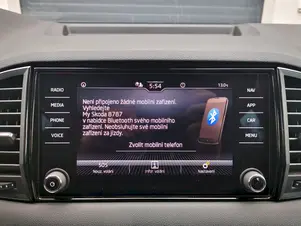 RADIO
MEDIA
PHONE
VOICE
5:54
NAV
APP
CAR
MENU
Není připojeno žádné mobilní zařízení.
Vyhledejte
My Skoda 8787
v nabídce Bluetooth svého mobilního
zařízení. Neobsluhujte své mobilní
zařízení za jízdy.
Zvolit mobilní telefon
SOS
Nouz. volání
Info- volání
Nastavení